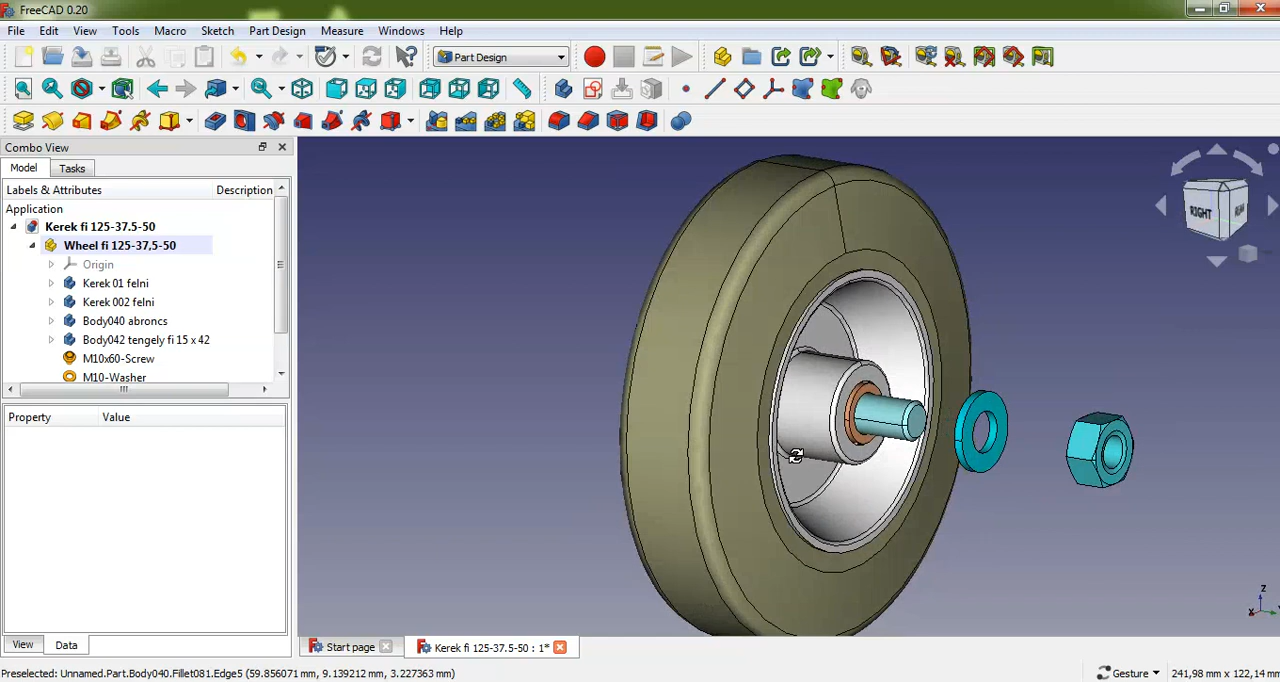 FreeCAD 0.20
File Edit View Tools Macro Sketch Part Design Measure Windows Help
Part Design
Combo View
Model Tasks
Labels & Attributes Description
Application
Kerek fi 125-37.5-50
Wheel fi 125-37,5-50
Origin
Kerek 01 felni
Kerek 002 felni
Body040 abroncs
Body042 tengely fi 15 x 42
M10x60-Screw
M10-Washer
Property Value
RIGHT
Z
X
View Data
Start page Kerek fi 125-37.5-50 : 1*
Preselected: Unnamed.Part.Body040.Fillet081.Edge5 (59.856071 mm, 9.139212 mm, 3.227363 mm) Gesture 241,98 mm x 122,14 mm